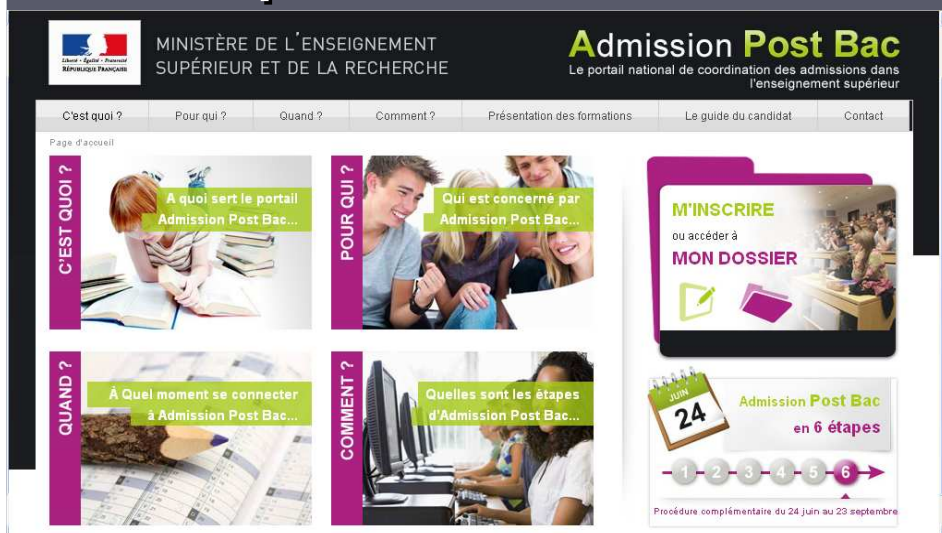 Liberté • Égalité • Fraternité
RÉPUBLIQUE FRANÇAISE
MINISTÈRE DE L'ENSEIGNEMENT
SUPÉRIEUR ET DE LA RECHERCHE
Admission Post Bac
Le portail national de coordination des admissions dans
l'enseignement supérieur
C'est quoi ? Pour qui ? Quand ? Comment ? Présentation des formations Le guide du candidat Contact
Page d'accueil
C'EST QUOI ?
A quoi sert le portail
Admission Post Bac...
POUR QUI ?
Qui est concerné par
Admission Post Bac...
M'INSCRIRE
ou accéder à
MON DOSSIER
QUAND ?
À Quel moment se connecter
à Admission Post Bac...
COMMENT ?
Quelles sont les étapes
d'Admission Post Bac...
JUIN
24
Admission Post Bac
en 6 étapes
1 2 3 4 5 6
Procédure complémentaire du 24 juin au 23 septembre